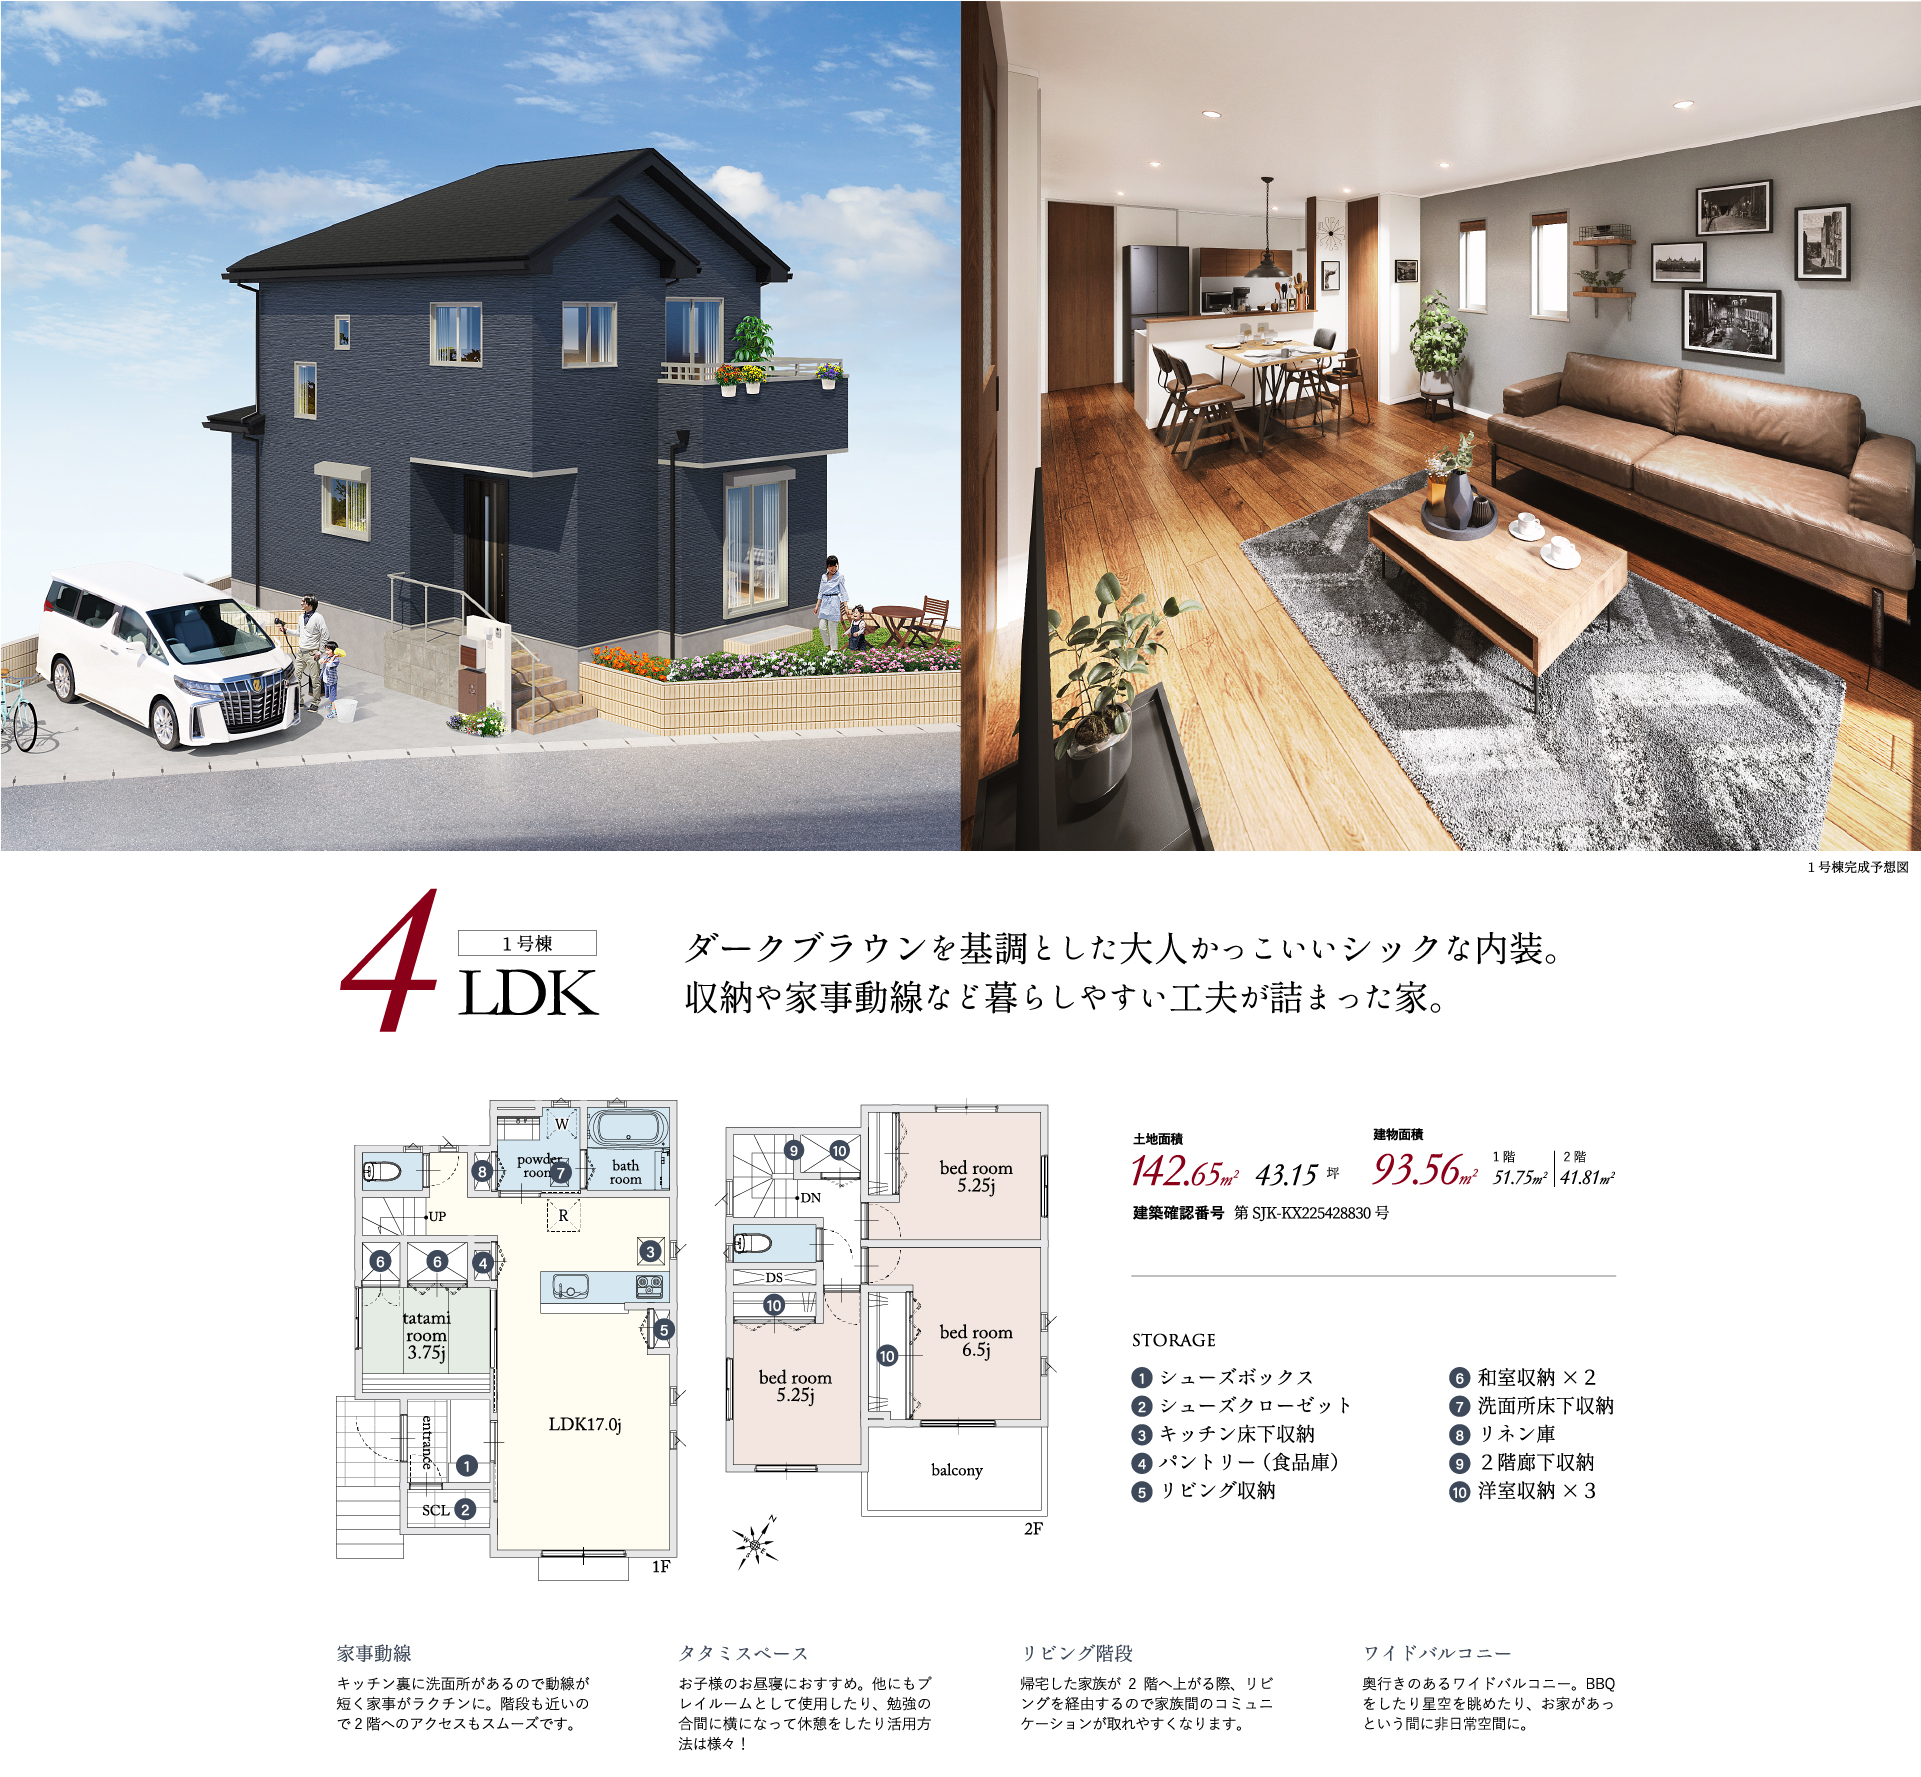 1号棟完成予想図
4
1号棟
LDK
ダークブラウンを基調とした大人かっこいいシックな内装。
収納や家事動線など暮らしやすい工夫が詰まった家。
W
powder
room
7
bath
room
8
UP
R
3
6
6
4
tatami
room
3.75j
5
LDK17.0j
entrance
1
SCL 2
1F
9
10
bed room
5.25j
DN
DS
10
bed room
6.5j
10
bed room
5.25j
balcony
2F
N
W
E
S
土地面積
142.65m² 43.15 坪
建物面積
93.56m²
1階
51.75m²
2階
41.81m²
建築確認番号 第 SJK-KX225428830 号
STORAGE
1 シューズボックス
2 シューズクローゼット
3 キッチン床下収納
4 パントリー（食品庫）
5 リビング収納
6 和室収納 ×2
7 洗面所床下収納
8 リネン庫
9 2階廊下収納
10 洋室収納 ×3
家事動線
キッチン裏に洗面所があるので動線が
短く家事がラクチンに。階段も近いの
で2階へのアクセスもスムーズです。
タタミスペース
お子様のお昼寝におすすめ。他にもプ
レイルームとして使用したり、勉強の
合間に横になって休憩をしたり活用方
法は様々！
リビング階段
帰宅した家族が 2 階へ上がる際、リビ
ングを経由するので家族間のコミュニ
ケーションが取れやすくなります。
ワイドバルコニー
奥行きのあるワイドバルコニー。BBQ
をしたり星空を眺めたり、お家があっ
という間に非日常空間に。